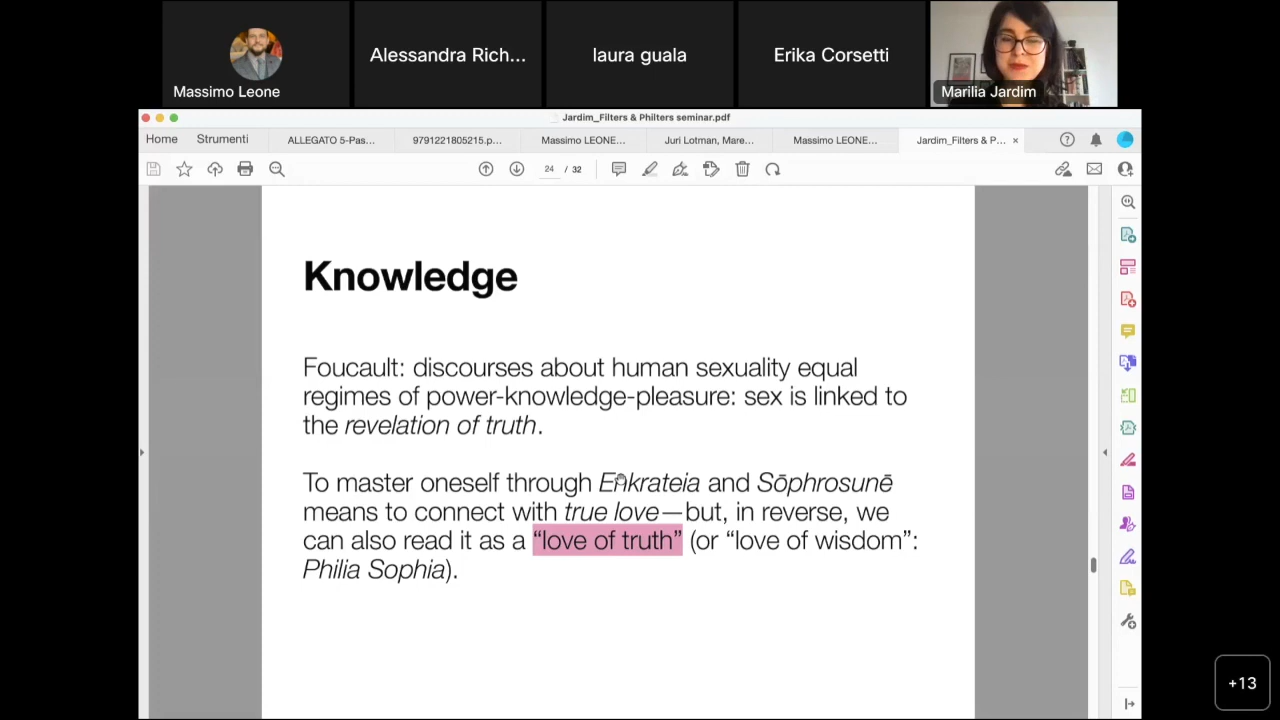 Massimo Leone
Alessandra Rich...
laura guala
Erika Corsetti
Marilia Jardim
Jardim_Filters & Philters seminar.pdf
Home
Strumenti
ALLEGATO 5-Pas...
9791221805215.p...
Massimo LEONE...
Juri Lotman, Mare...
Massimo LEONE...
Jardim_Filters & P... ×
24 / 32
Knowledge
Foucault: discourses about human sexuality equal
regimes of power-knowledge-pleasure: sex is linked to
the revelation of truth.
To master oneself through Enkrateia and Sōphrosunē
means to connect with true love—but, in reverse, we
can also read it as a “love of truth” (or “love of wisdom”:
Philia Sophia).
+13